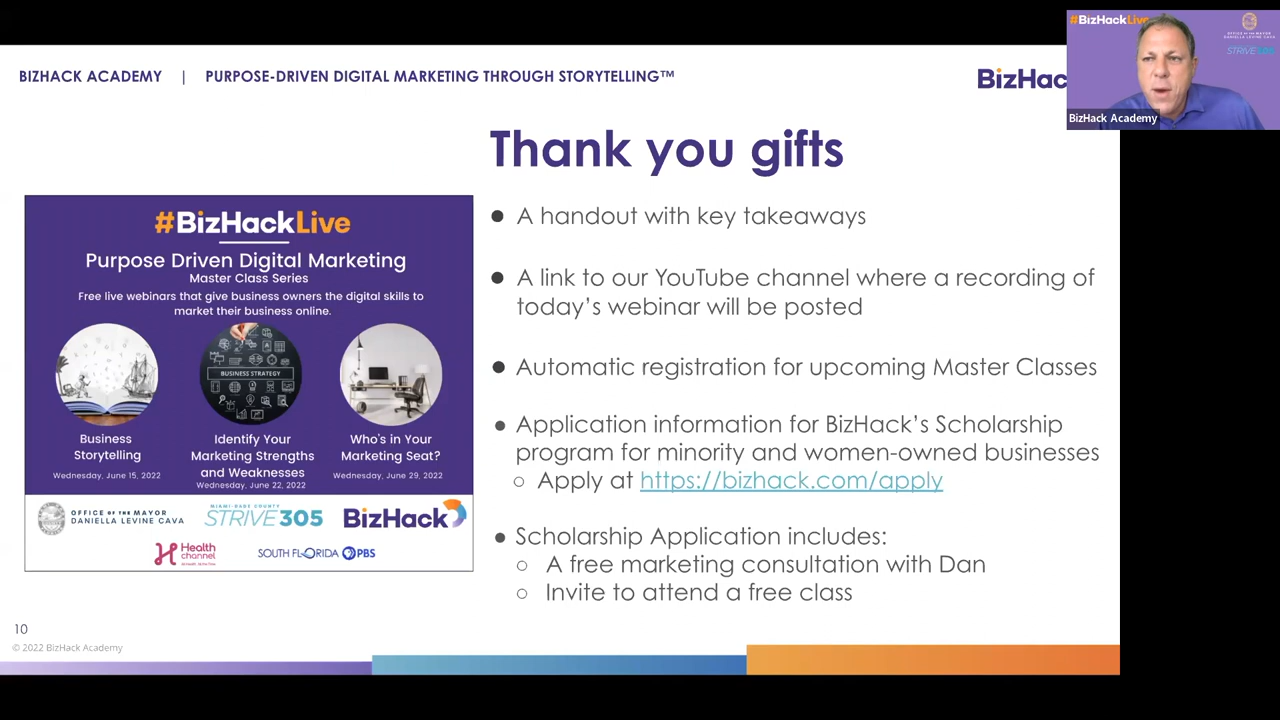 BIZHACK ACADEMY | PURPOSE-DRIVEN DIGITAL MARKETING THROUGH STORYTELLING™
BizHac
#BizHackLive
OFFICE OF THE MAYOR
DANIELLA LEVINE CAVA
STRIVE305
BizHack Academy
Thank you gifts
#BizHackLive
Purpose Driven Digital Marketing
Master Class Series
Free live webinars that give business owners the digital skills to
market their business online.
BUSINESS STRATEGY
Business
Storytelling
Wednesday, June 15, 2022
Identify Your
Marketing Strengths
and Weaknesses
Wednesday, June 22, 2022
Who's in Your
Marketing Seat?
Wednesday, June 29, 2022
OFFICE OF THE MAYOR
DANIELLA LEVINE CAVA
MIAMI-DADE COUNTY
STRIVE305
BizHack
Health
channel
SOUTH FLORIDA PBS
● A handout with key takeaways
● A link to our YouTube channel where a recording of
today's webinar will be posted
● Automatic registration for upcoming Master Classes
● Application information for BizHack's Scholarship
program for minority and women-owned businesses
○ Apply at https://bizhack.com/apply
● Scholarship Application includes:
○ A free marketing consultation with Dan
○ Invite to attend a free class
10
© 2022 BizHack Academy